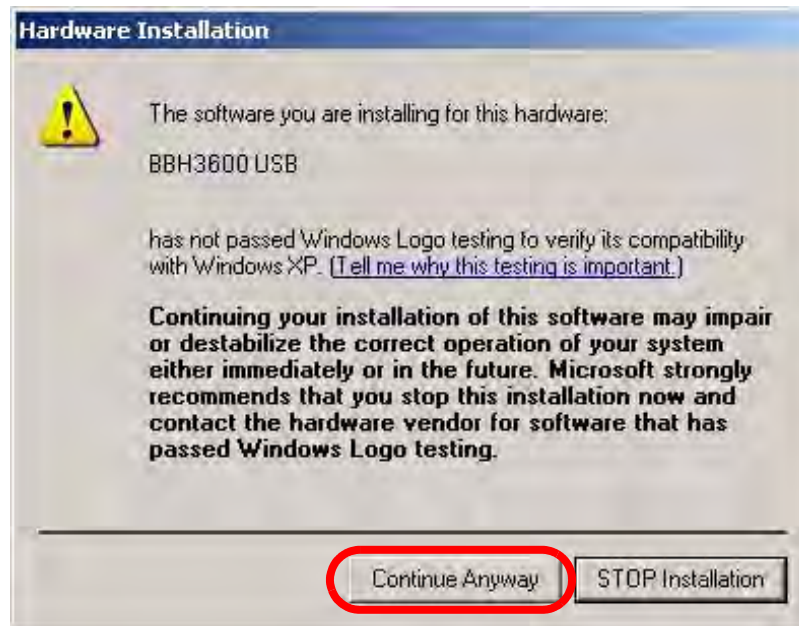 Hardware Installation
The software you are installing for this hardware:
BBH3600 USB
has not passed Windows Logo testing to verify its compatibility
with Windows XP. (Tell me why this testing is important.)
Continuing your installation of this software may impair
or destabilize the correct operation of your system
either immediately or in the future. Microsoft strongly
recommends that you stop this installation now and
contact the hardware vendor for software that has
passed Windows Logo testing.
Continue Anyway STOP Installation